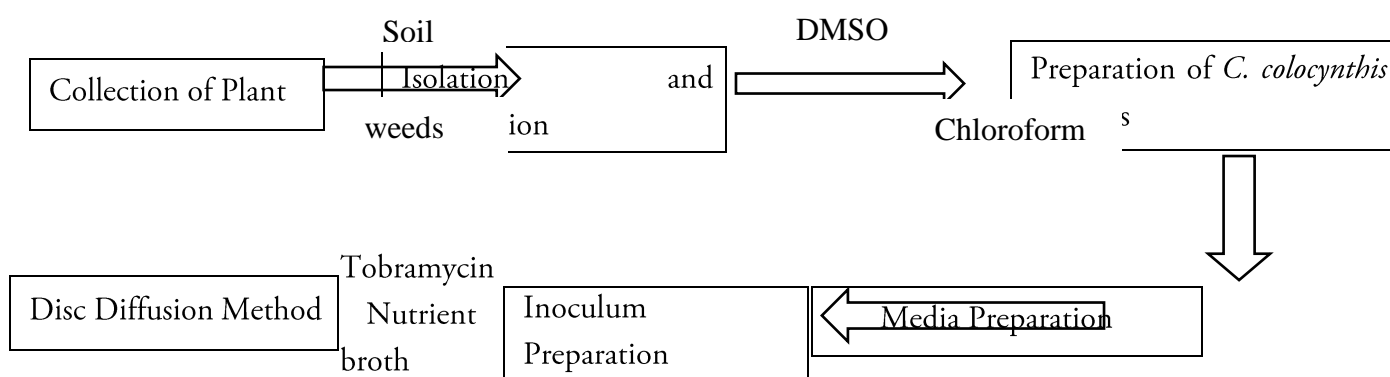 Soil
Collection of Plant
Isolation and
weeds
ion
DMSO
Chloroform
Preparation of C. colocynthis
s
Tobramycin
Nutrient
broth
Disc Diffusion Method
Inoculum
Preparation
Media Preparation